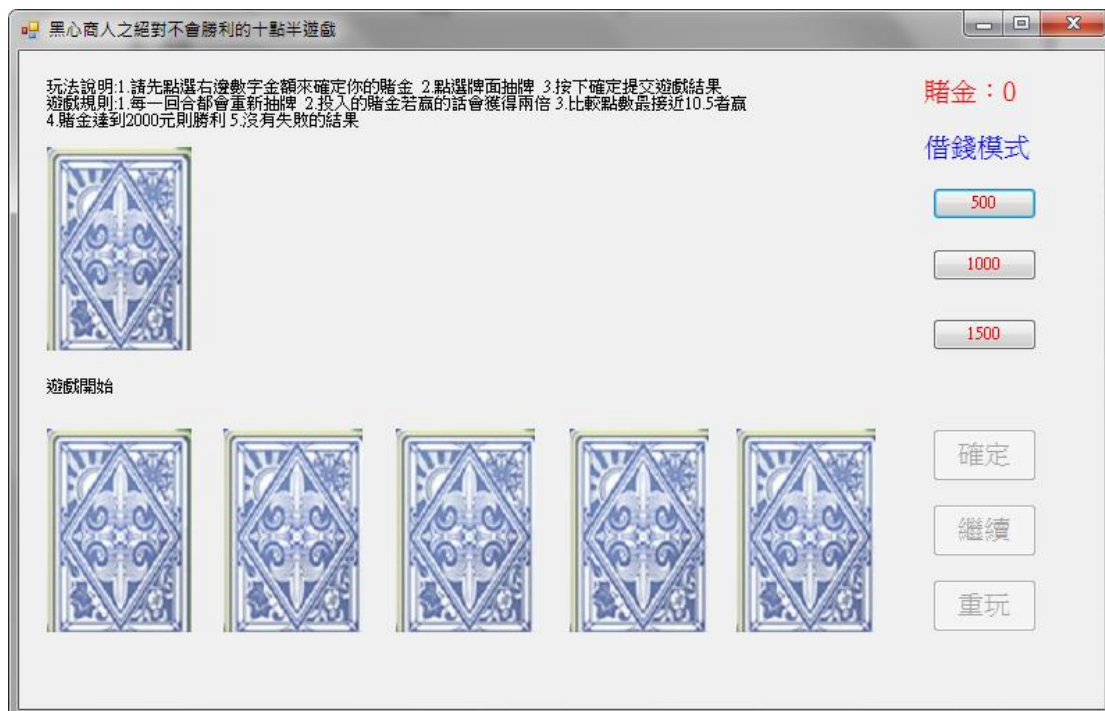 黑心商人之絕對不會勝利的十點半遊戲
玩法說明:1.請先點選右邊數字金額來確定你的賭金 2.點選牌面抽牌 3.按下確定提交遊戲結果
遊戲規則:1.每一回合都會重新抽牌 2.投入的賭金若贏的話會獲得兩倍 3.比較點數最接近10.5者贏
4.賭金達到2000元則勝利 5.沒有失敗的結果
賭金：0
借錢模式
500
1000
1500
遊戲開始
確定
繼續
重玩